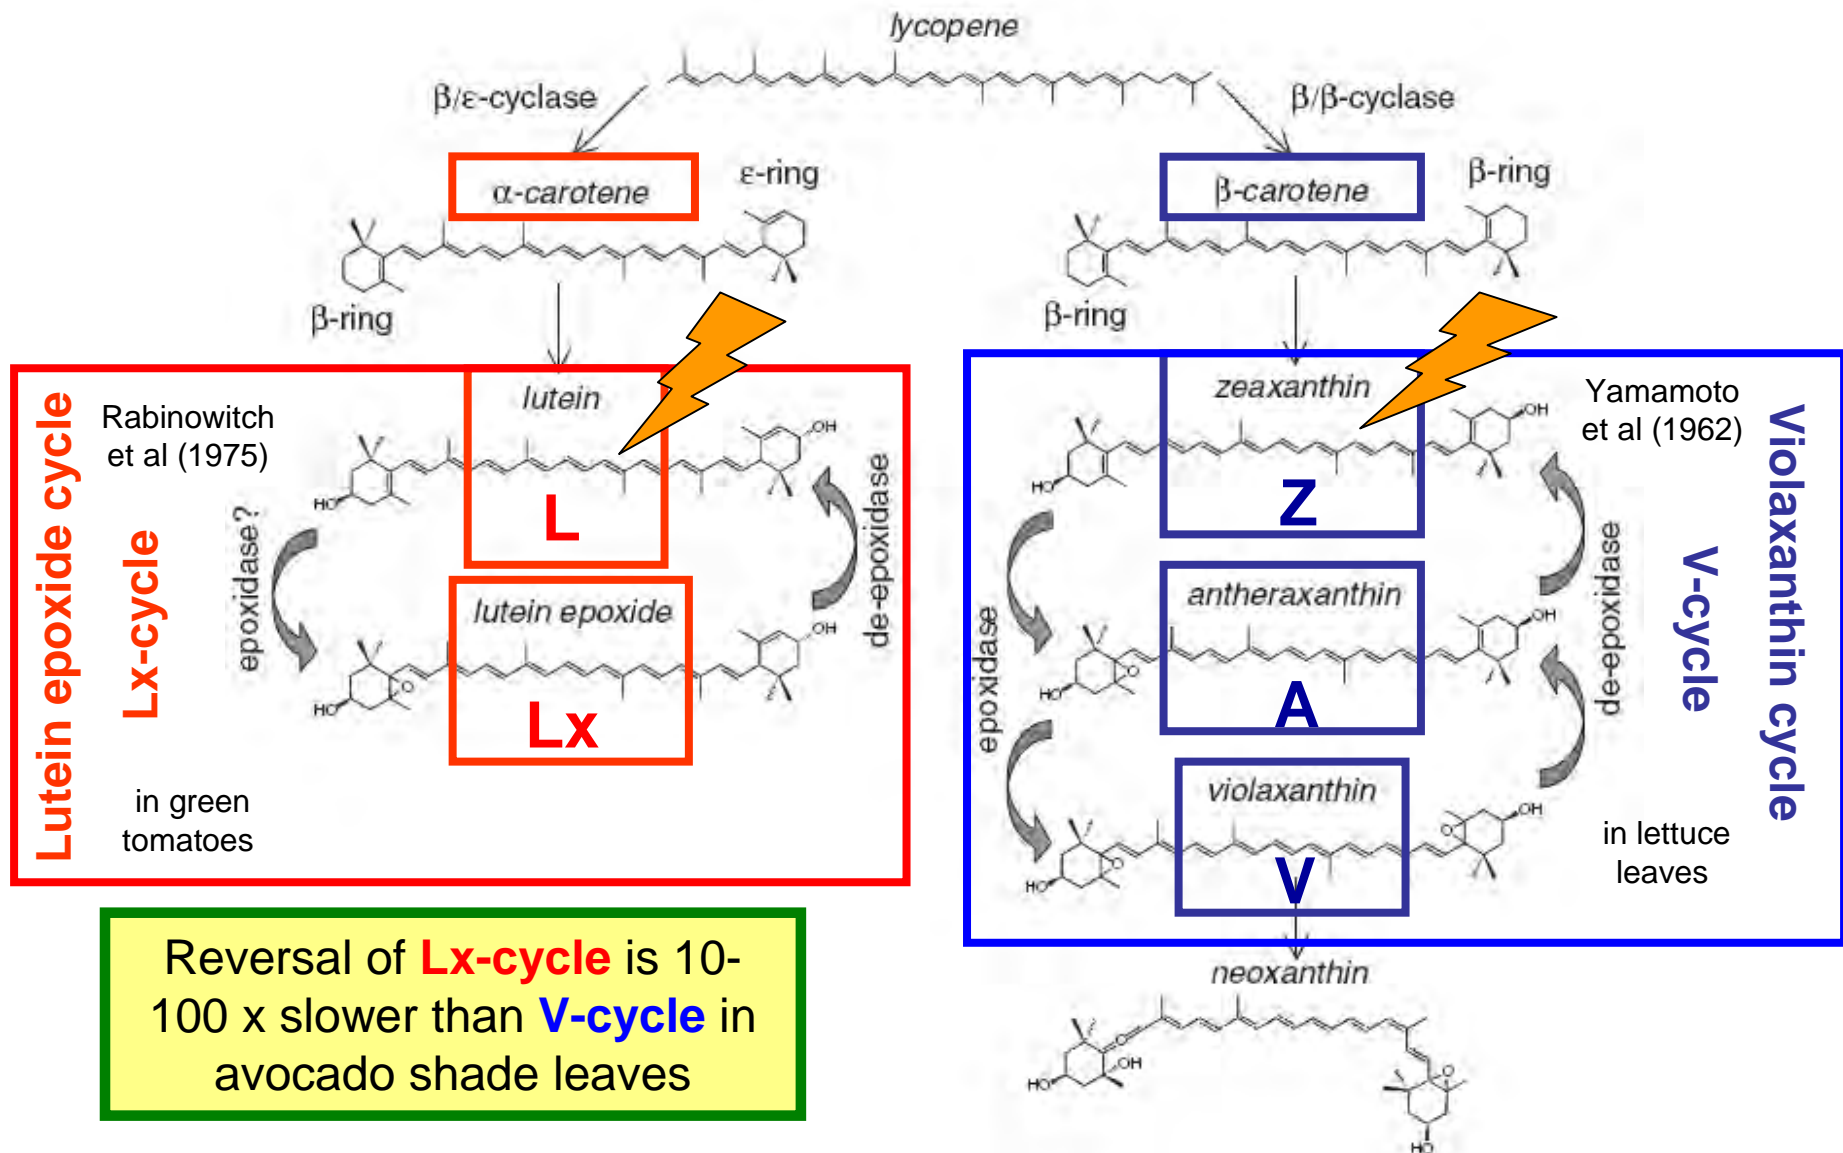 lycopene
β/ε-cyclase
β/β-cyclase
α-carotene
ε-ring
β-ring
β-carotene
β-ring
β-ring
Lutein epoxide cycle
Lx-cycle
Rabinowitch
et al (1975)
lutein
OH
HO
L
epoxidase?
de-epoxidase
lutein epoxide
OH
O
HO
Lx
in green
tomatoes
Reversal of Lx-cycle is 10-
100 x slower than V-cycle in
avocado shade leaves
zeaxanthin
Yamamoto
et al (1962)
OH
HO
Z
Violaxanthin cycle
V-cycle
epoxidase
de-epoxidase
antheraxanthin
OH
O
HO
A
violaxanthin
OH
O
O
HO
V
in lettuce
leaves
neoxanthin
OH
HO
O
HO